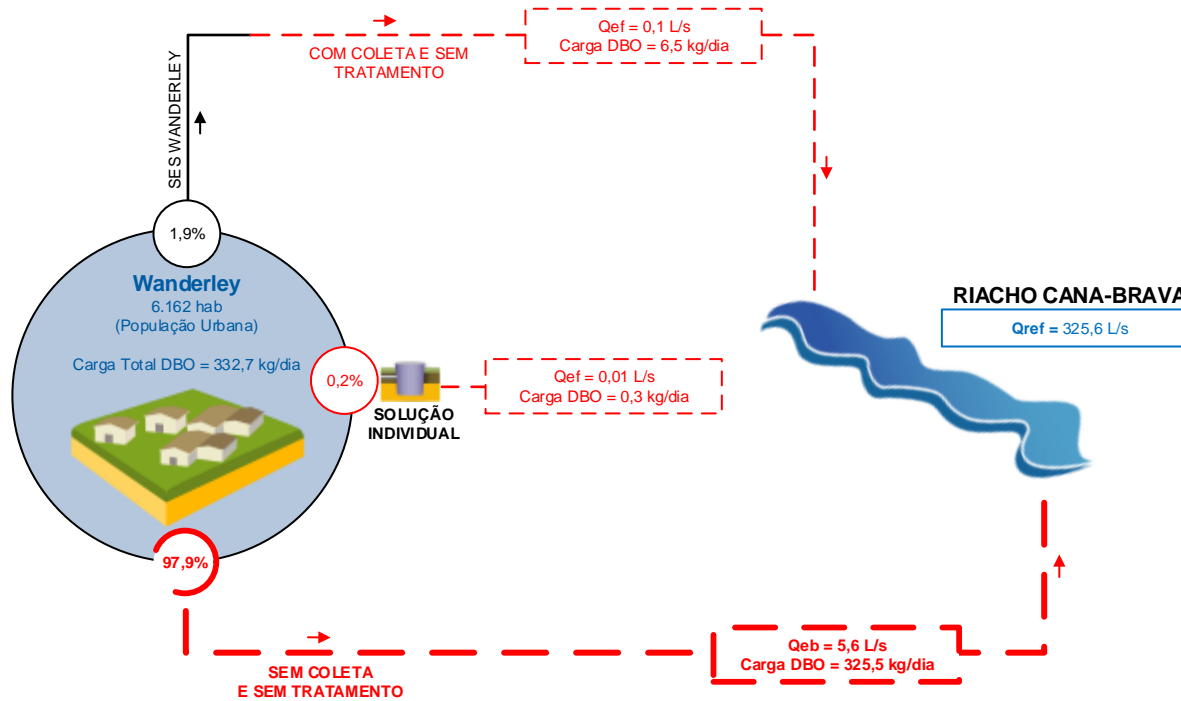 Qef = 0,1 L/s
Carga DBO = 6,5 kg/dia
COM COLETA E SEM
TRATAMENTO
SES WANDERLEY
1,9%
Wanderley
6.162 hab
(População Urbana)
Carga Total DBO = 332,7 kg/dia
0,2%
SOLUÇÃO
INDIVIDUAL
Qef = 0,01 L/s
Carga DBO = 0,3 kg/dia
RIACHO CANA-BRAVA
Qref = 325,6 L/s
97,9%
SEM COLETA
E SEM TRATAMENTO
Qeb = 5,6 L/s
Carga DBO = 325,5 kg/dia